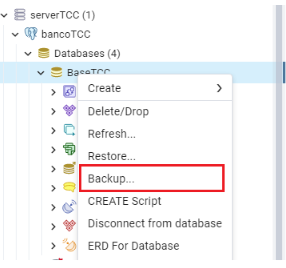 serverTCC (1)
bancoTCC
Databases (4)
BaseTCC
Create
Delete/Drop
Refresh...
Restore...
Backup...
CREATE Script
Disconnect from database
ERD For Database